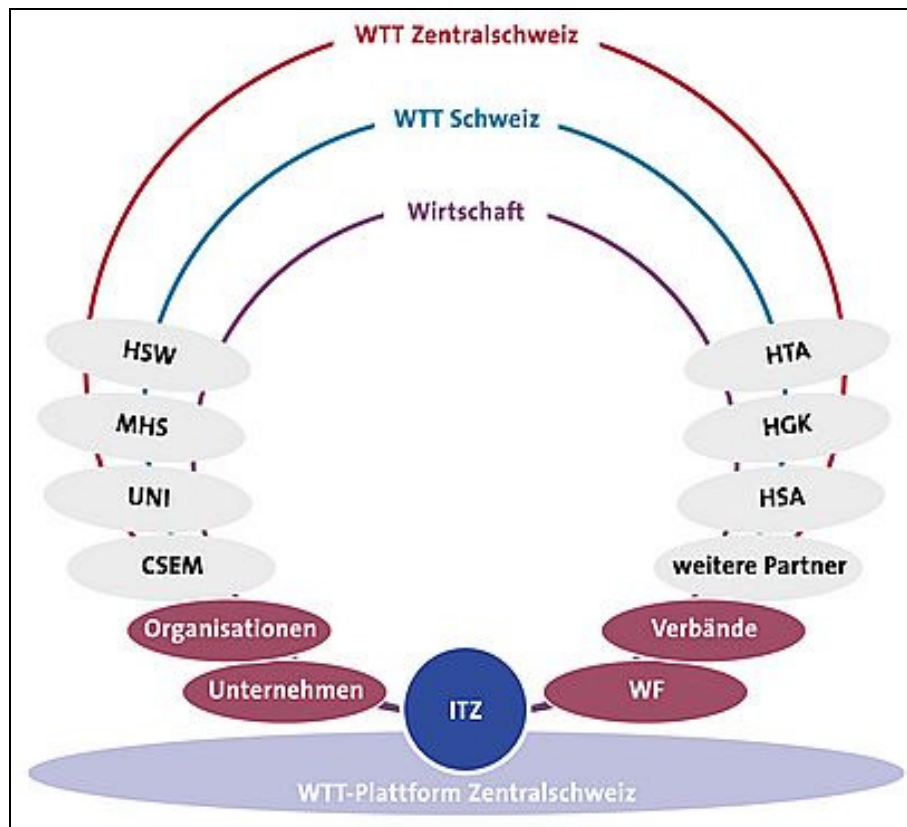 WTT Zentralschweiz
WTT Schweiz
Wirtschaft
HSW
HTA
MHS
HGK
UNI
HSA
CSEM
weitere Partner
Organisationen
Verbände
Unternehmen
ITZ
WF
WTT-Plattform Zentralschweiz